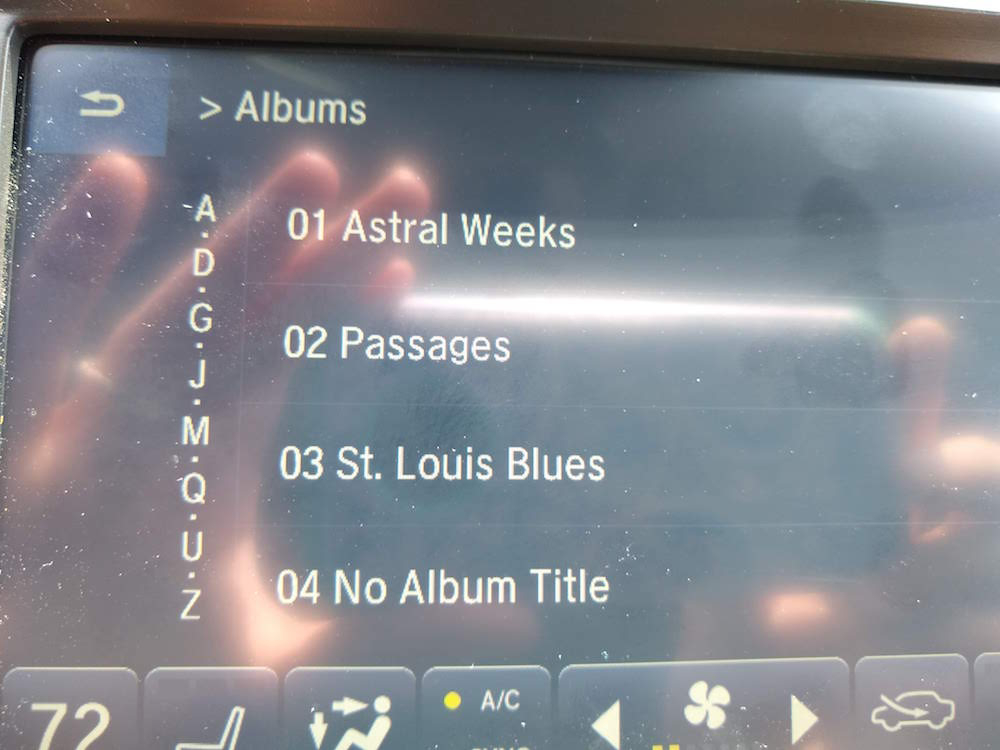 > Albums
A
D
G
J
M
Q
U
Z
01 Astral Weeks
02 Passages
03 St. Louis Blues
04 No Album Title
72
A/C